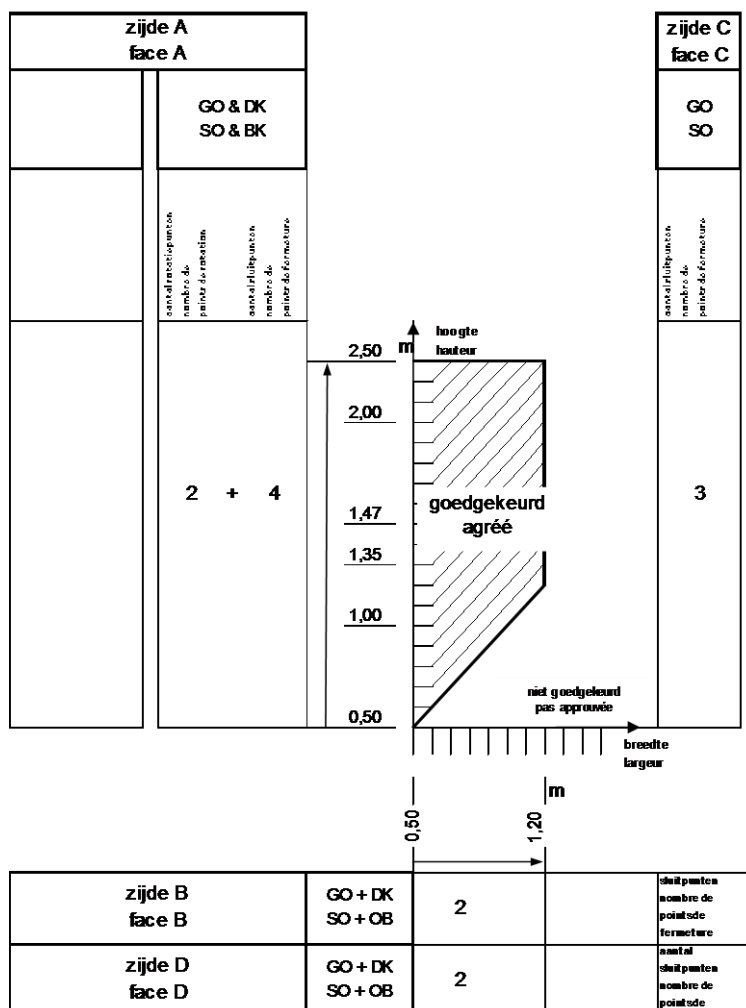 zijde A
face A
zijde C
face C
GO & DK
SO & BK
GO
SO
aantal rotatiepunten
nombre de
points de rotation
aantal sluitpunten
nombre de
points de fermeture
aantal sluitpunten
nombre de
points de fermeture
hoogte
hauteur
m
2,50
2,00
1,47
1,35
1,00
0,50
2 + 4
goedgekeurd
agréé
3
niet goedgekeurd
pas approuvée
breedte
largeur
m
0,50
1,20
zijde B
face B
GO + DK
SO + OB
2
sluitpunten
nombre de
pointsde
fermeture
zijde D
face D
GO + DK
SO + OB
2
aantal
sluitpunten
nombre de
pointsde